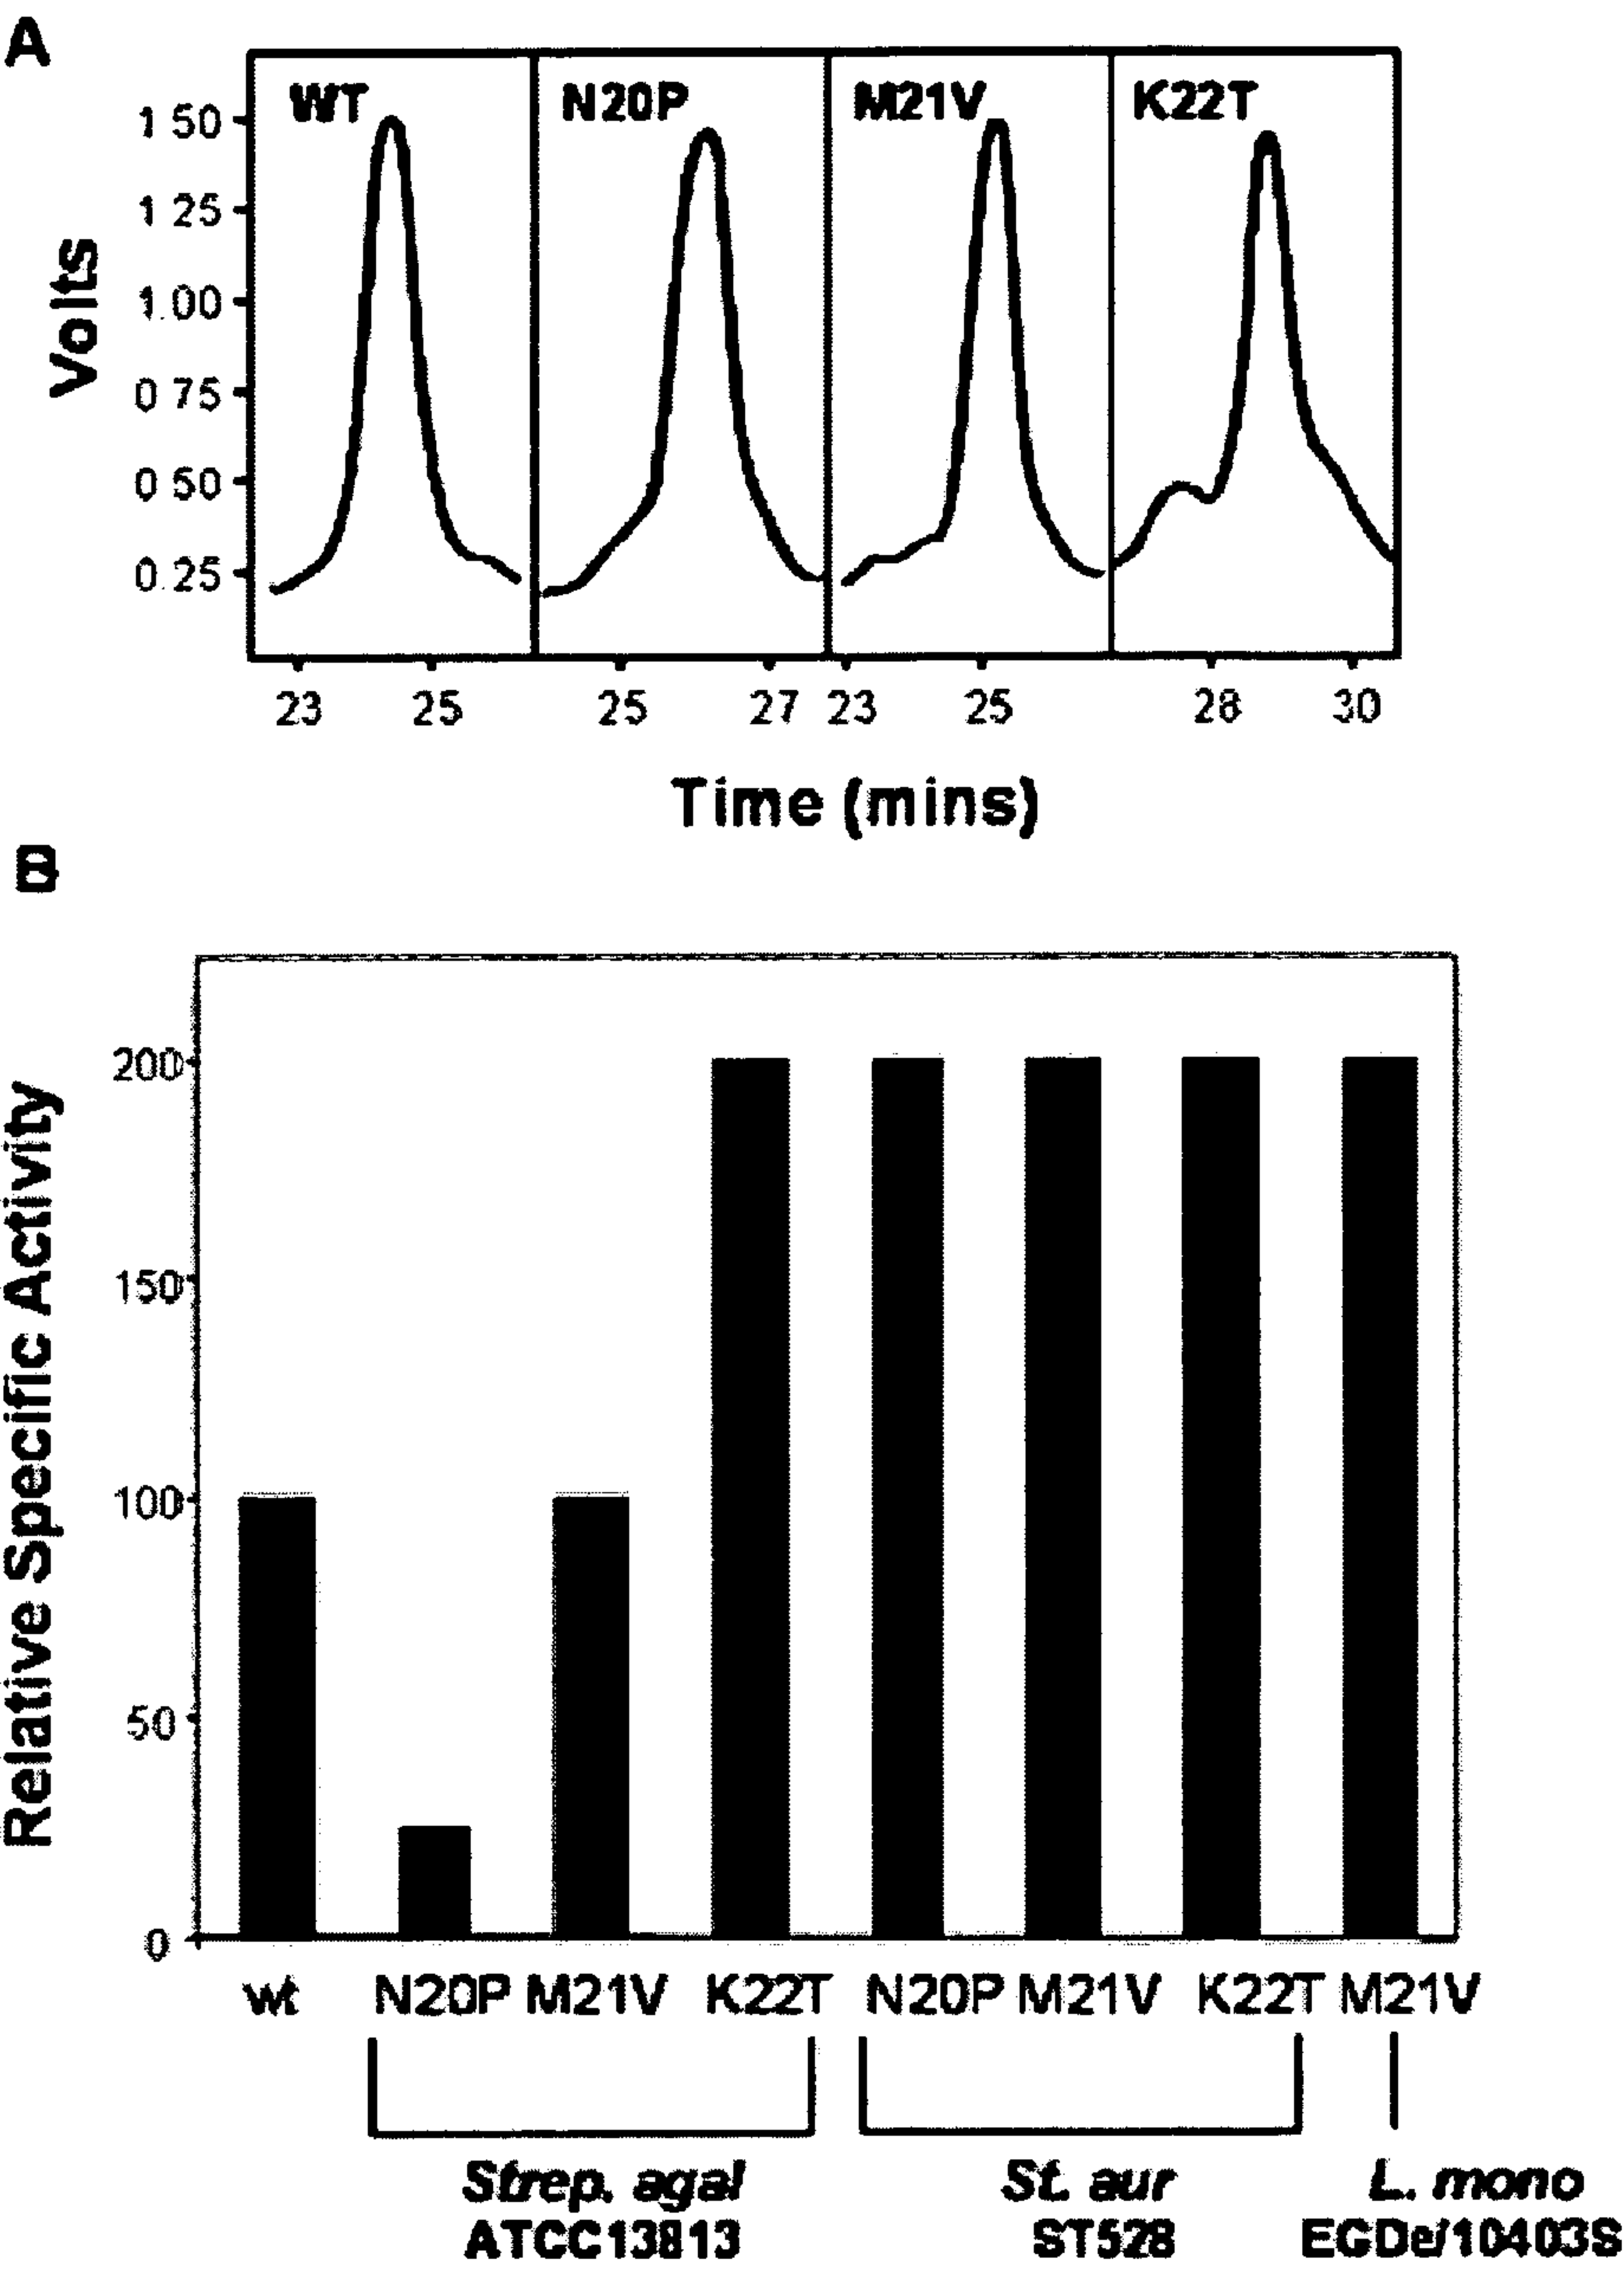 A
WT N20P M21V K22T
1 50
1 25
1.00
0 75
0 50
0.25
Volts
23 25 25 27 23 25 28 30
Time (mins)
B
200
150
100
50
0
Relative Specific Activity
wt N20P M21V K22T N20P M21V K22T M21V
Strep. agal St. aur L. mono
ATCC13813 ST528 EGDe/10403S